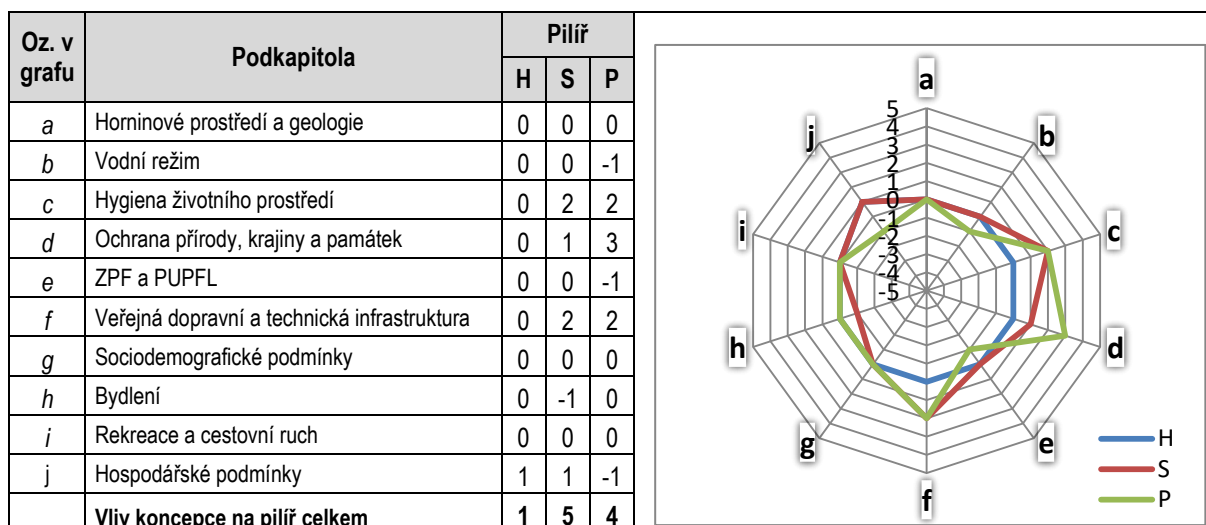 Oz. v grafu Podkapitola Pilíř
H S P
a Horninové prostředí a geologie 0 0 0
b Vodní režim 0 0 -1
c Hygiena životního prostředí 0 2 2
d Ochrana přírody, krajiny a památek 0 1 3
e ZPF a PUPFL 0 0 -1
f Veřejná dopravní a technická infrastruktura 0 2 2
g Sociodemografické podmínky 0 0 0
h Bydlení 0 -1 0
i Rekreace a cestovní ruch 0 0 0
j Hospodářské podmínky 1 1 -1
Vliv koncepce na pilíř celkem 1 5 4
a
b
c
d
e
f
g
h
i
j
5
4
3
2
1
0
-1
-2
-3
-4
-5
H
S
P